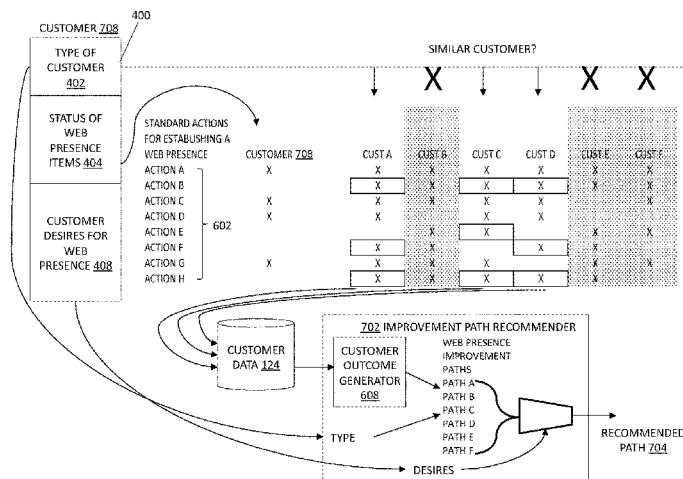 CUSTOMER 708
400
TYPE OF
CUSTOMER
402
SIMILAR CUSTOMER?
X X X
STATUS OF
WEB
PRESENCE
ITEMS 404
CUSTOMER
DESIRES FOR
WEB
PRESENCE
408
STANDARD ACTIONS
FOR ESTABUSHING A
WEB PRESENCE CUSTOMER 708 CUST A CUST B CUST C CUST D CUST E CUST F
ACTION A X X X X X X
ACTION B X X X X X X
ACTION C X X X X X X X
ACTION D X X X X
ACTION E X X X X
ACTION F X X X X
ACTION G X X X X X X
ACTION H X X X X X
602
CUSTOMER
DATA 124
702 IMPROVEMENT PATH RECOMMENDER
CUSTOMER
OUTCOME
GENERATOR
608
WEB PRESENCE
IMPROVEMENT
PATHS
PATH A
PATH B
PATH C
PATH D
PATH E
PATH F
TYPE
DESIRES
RECOMMENDED
PATH 704